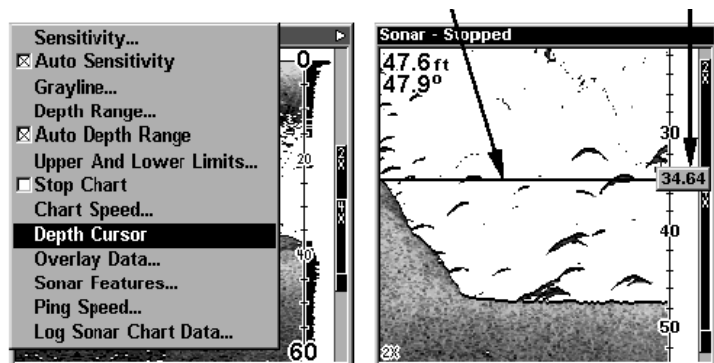 Sensitivity...
Auto Sensitivity
Grayline...
Depth Range...
Auto Depth Range
Upper And Lower Limits...
Stop Chart
Chart Speed...
Depth Cursor
Overlay Data...
Sonar Features...
Ping Speed...
Log Sonar Chart Data...
0
20
40
60
2X
4X
Sonar - Stopped
47.6 ft
47.9°
30
34.64
40
50
2X
2X